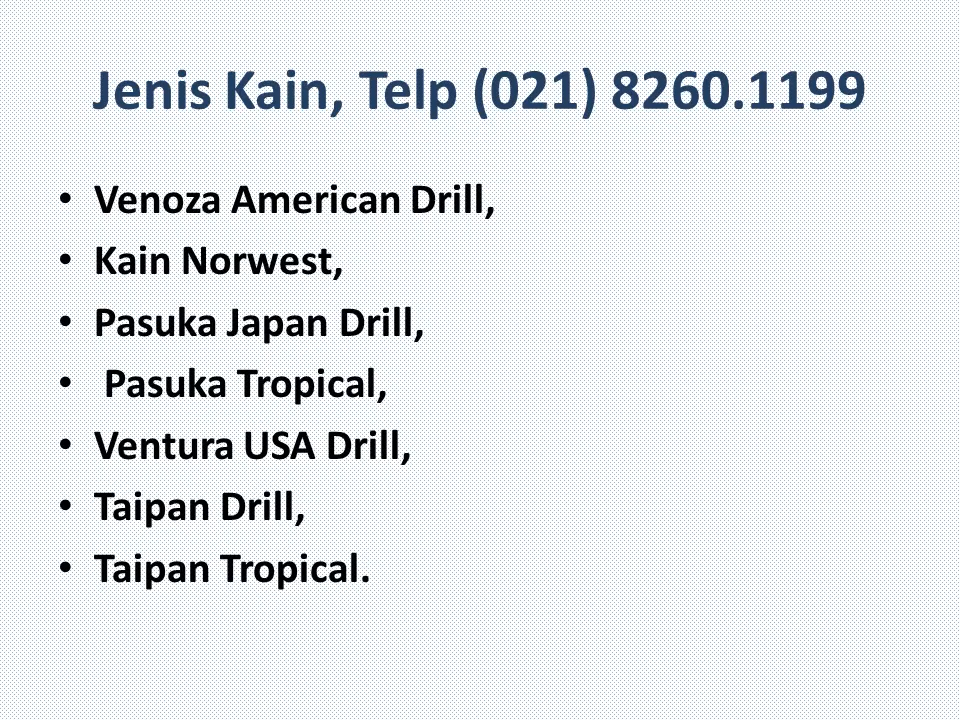 Jenis Kain, Telp (021) 8260.1199
• Venoza American Drill,
• Kain Norwest,
• Pasuka Japan Drill,
• Pasuka Tropical,
• Ventura USA Drill,
• Taipan Drill,
• Taipan Tropical.